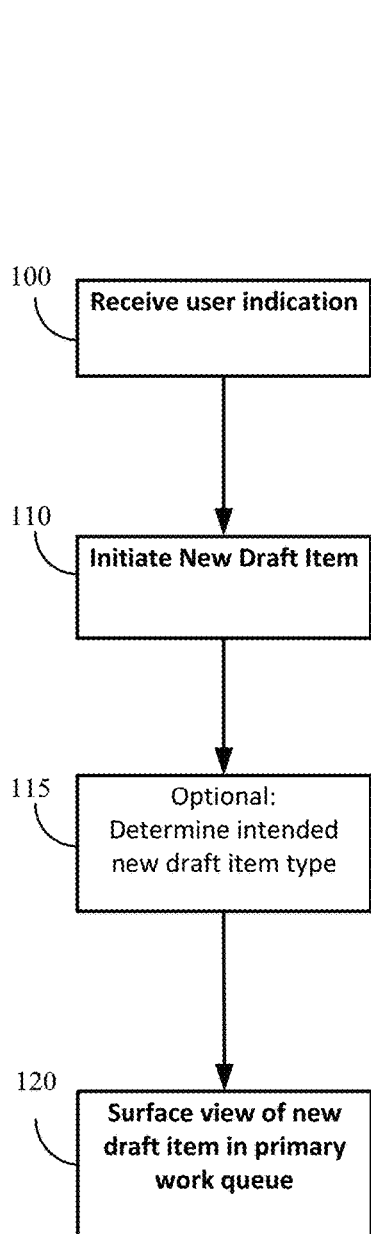 100
Receive user indication
110
Initiate New Draft Item
115
Optional:
Determine intended
new draft item type
120
Surface view of new
draft item in primary
work queue